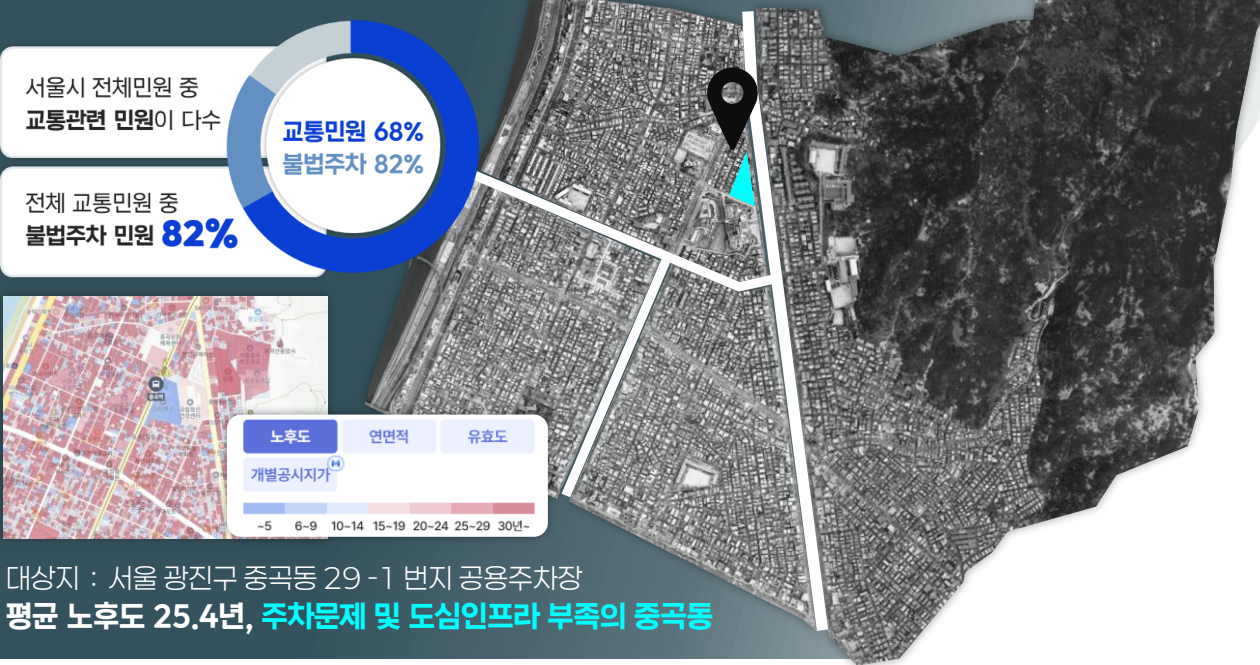 서울시 전체민원 중
교통관련 민원이 다수
교통민원 68%
불법주차 82%
전체 교통민원 중
불법주차 민원 82%
중곡역
노후도
연면적
유효도
개별공시지가
~5
6~9
10~14
15~19
20~24
25~29
30년~
대상지 : 서울 광진구 중곡동 29-1 번지 공용주차장
평균 노후도 25.4년, 주차문제 및 도심인프라 부족의 중곡동